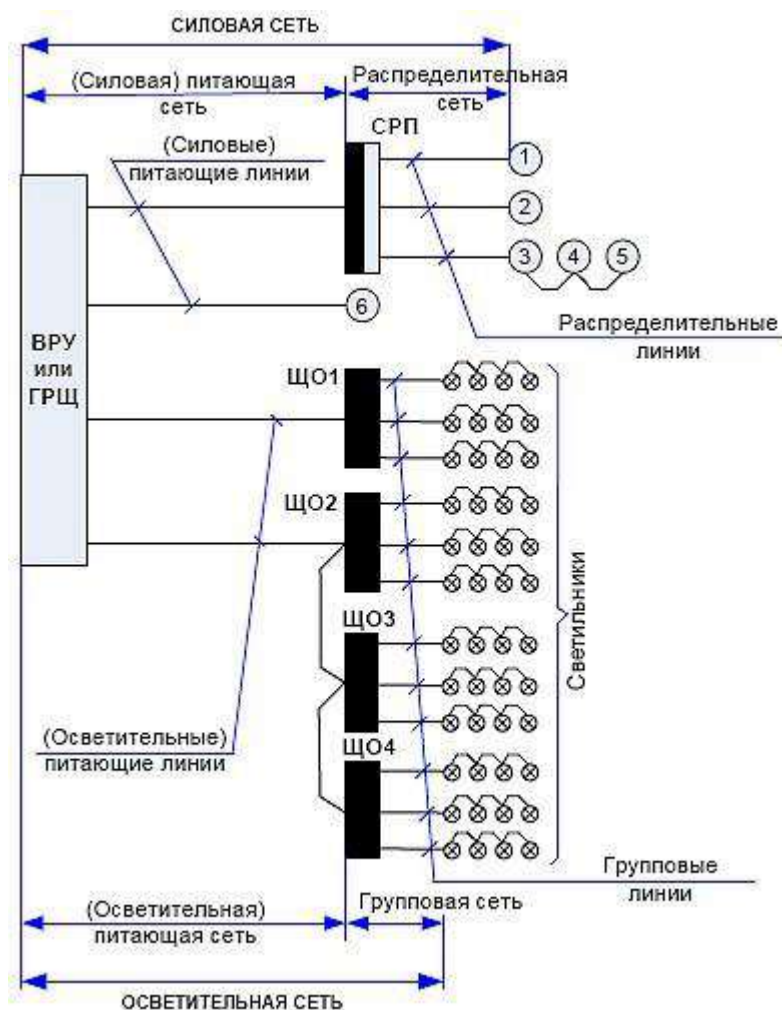 СИЛОВАЯ СЕТЬ
(Силовая) питающая
сеть
Распределительная
сеть
СРП
(Силовые)
питающие линии
1
2
3 4 5
6
Распределительные
линии
ВРУ
или
ГРЩ
ЩО1
ЩО2
ЩО3
ЩО4
Светильники
(Осветительные)
питающие линии
Групповые
линии
(Осветительная)
питающая сеть
Групповая сеть
ОСВЕТИТЕЛЬНАЯ СЕТЬ